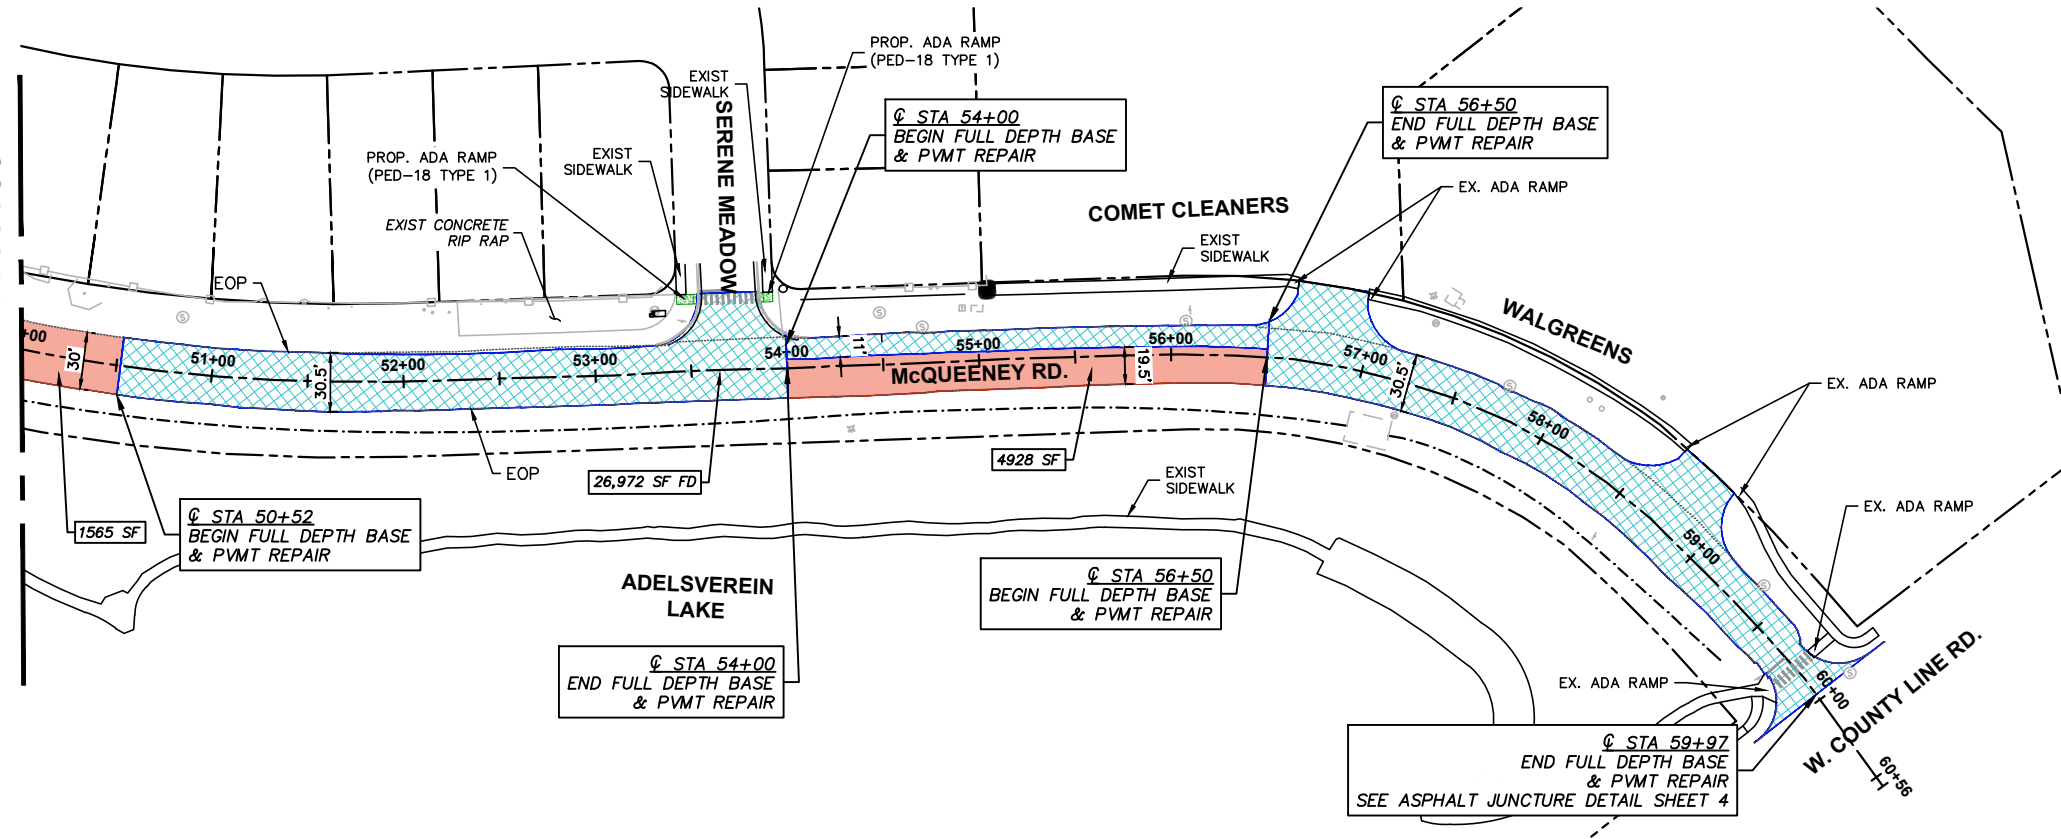 PROP. ADA RAMP
(PED-18 TYPE 1)
EXIST
SIDEWALK
SERENE MEADOW
℄ STA 54+00
BEGIN FULL DEPTH BASE
& PVMT REPAIR
℄ STA 56+50
END FULL DEPTH BASE
& PVMT REPAIR
PROP. ADA RAMP
(PED-18 TYPE 1)
EXIST
SIDEWALK
EX. ADA RAMP
EXIST CONCRETE
RIP RAP
COMET CLEANERS
EXIST
SIDEWALK
EOP
WALGREENS
+00
30'
51+00
30.5'
52+00
53+00
54+00
11'
55+00
56+00
19.5'
57+00
30.5'
58+00
59+00
60+00
60+56
McQUEENEY RD.
EX. ADA RAMP
EOP
26,972 SF FD
4928 SF
EXIST
SIDEWALK
1565 SF
℄ STA 50+52
BEGIN FULL DEPTH BASE
& PVMT REPAIR
EX. ADA RAMP
ADELSVEREIN
LAKE
℄ STA 56+50
BEGIN FULL DEPTH BASE
& PVMT REPAIR
℄ STA 54+00
END FULL DEPTH BASE
& PVMT REPAIR
EX. ADA RAMP
W. COUNTY LINE RD.
℄ STA 59+97
END FULL DEPTH BASE
& PVMT REPAIR
SEE ASPHALT JUNCTURE DETAIL SHEET 4